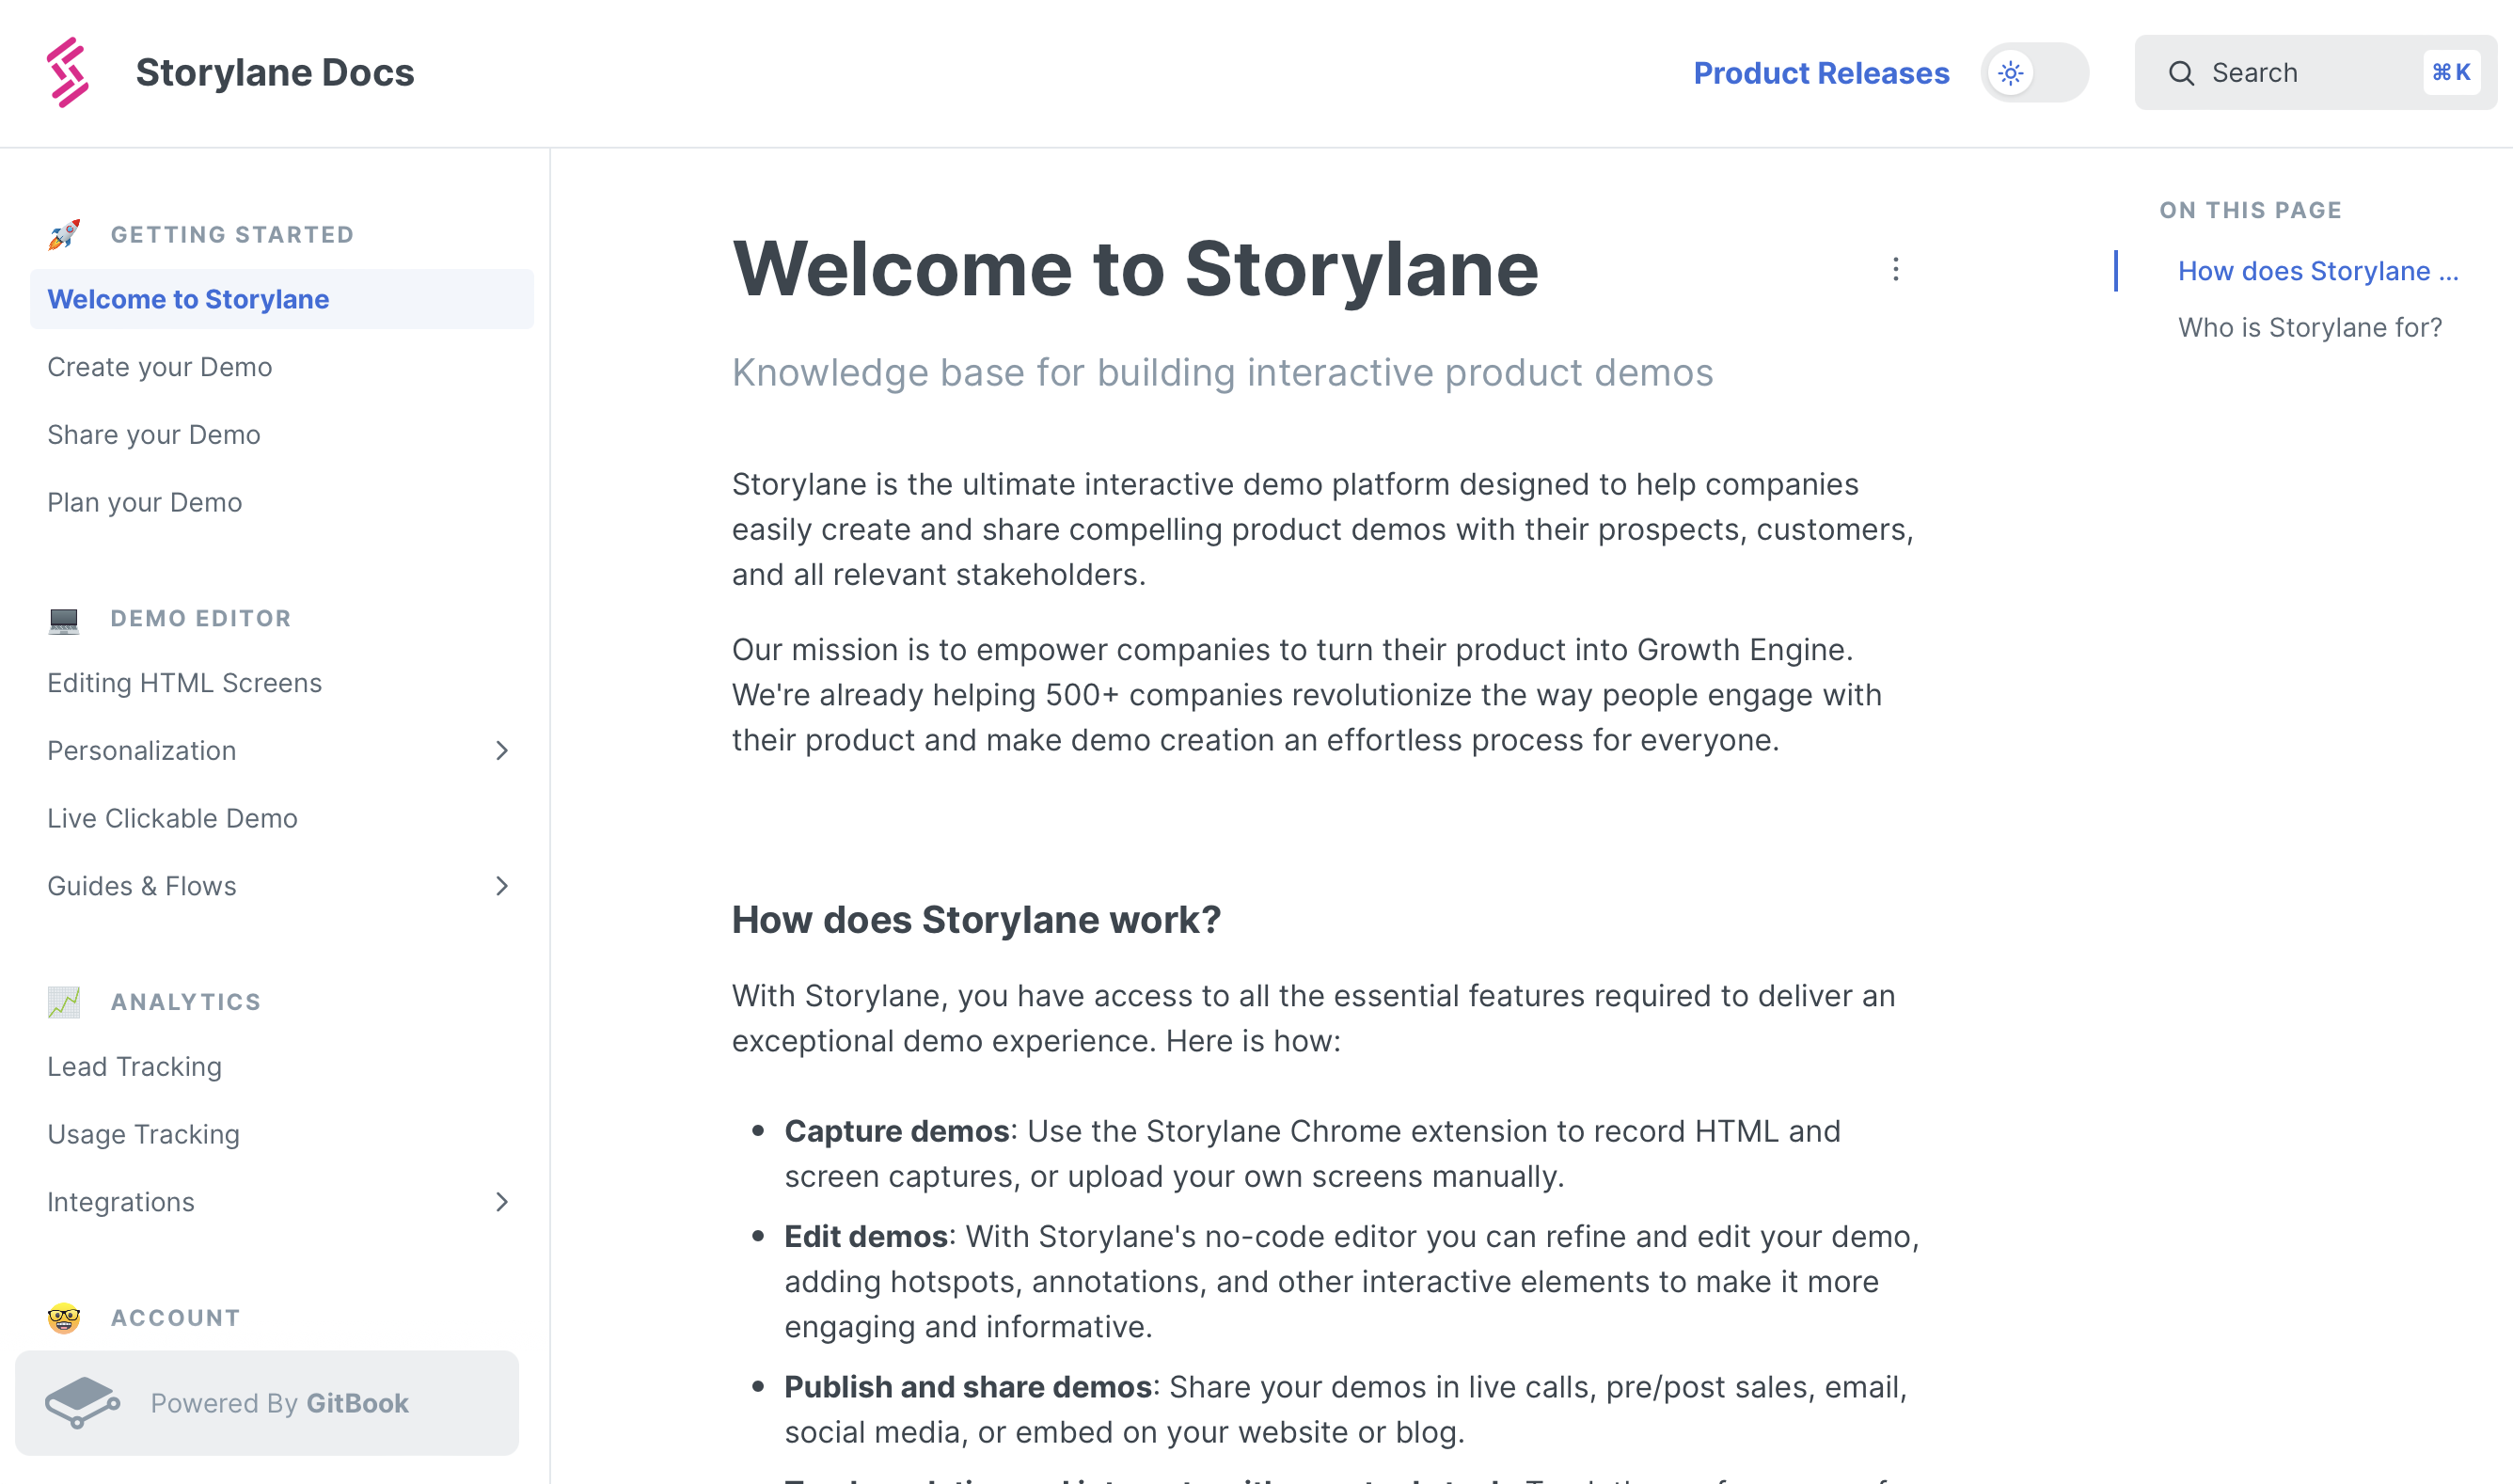 Storylane Docs
Product Releases
Search
⌘K
GETTING STARTED
Welcome to Storylane
Create your Demo
Share your Demo
Plan your Demo
DEMO EDITOR
Editing HTML Screens
Personalization
Live Clickable Demo
Guides & Flows
ANALYTICS
Lead Tracking
Usage Tracking
Integrations
ACCOUNT
Powered By GitBook
Welcome to Storylane
Knowledge base for building interactive product demos
Storylane is the ultimate interactive demo platform designed to help companies
easily create and share compelling product demos with their prospects, customers,
and all relevant stakeholders.
Our mission is to empower companies to turn their product into Growth Engine.
We're already helping 500+ companies revolutionize the way people engage with
their product and make demo creation an effortless process for everyone.
How does Storylane work?
With Storylane, you have access to all the essential features required to deliver an
exceptional demo experience. Here is how:
• Capture demos: Use the Storylane Chrome extension to record HTML and
screen captures, or upload your own screens manually.
• Edit demos: With Storylane's no-code editor you can refine and edit your demo,
adding hotspots, annotations, and other interactive elements to make it more
engaging and informative.
• Publish and share demos: Share your demos in live calls, pre/post sales, email,
social media, or embed on your website or blog.
ON THIS PAGE
How does Storylane ...
Who is Storylane for?